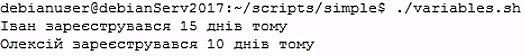 debianuser@debianServ2017:~/scripts/simple$ ./variables.sh
Іван зареєструвався 15 днів тому
Олексій зареєструвався 10 днів тому